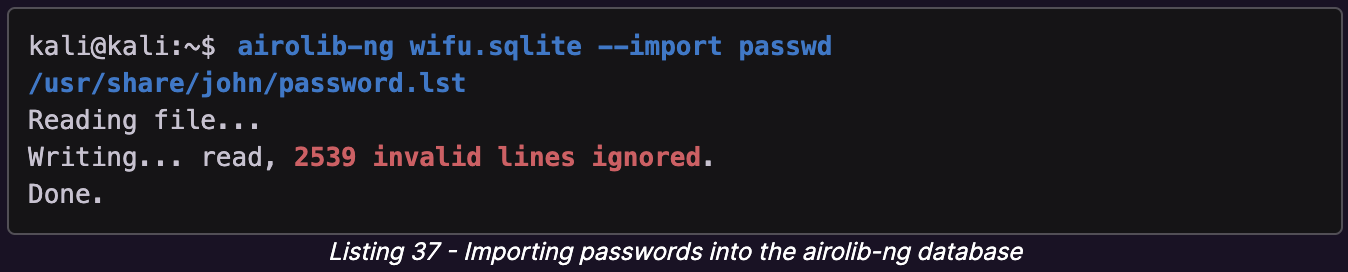 kali@kali:~$ airolib-ng wifu.sqlite --import passwd
/usr/share/john/password.lst
Reading file...
Writing... read, 2539 invalid lines ignored.
Done.
Listing 37 - Importing passwords into the airolib-ng database